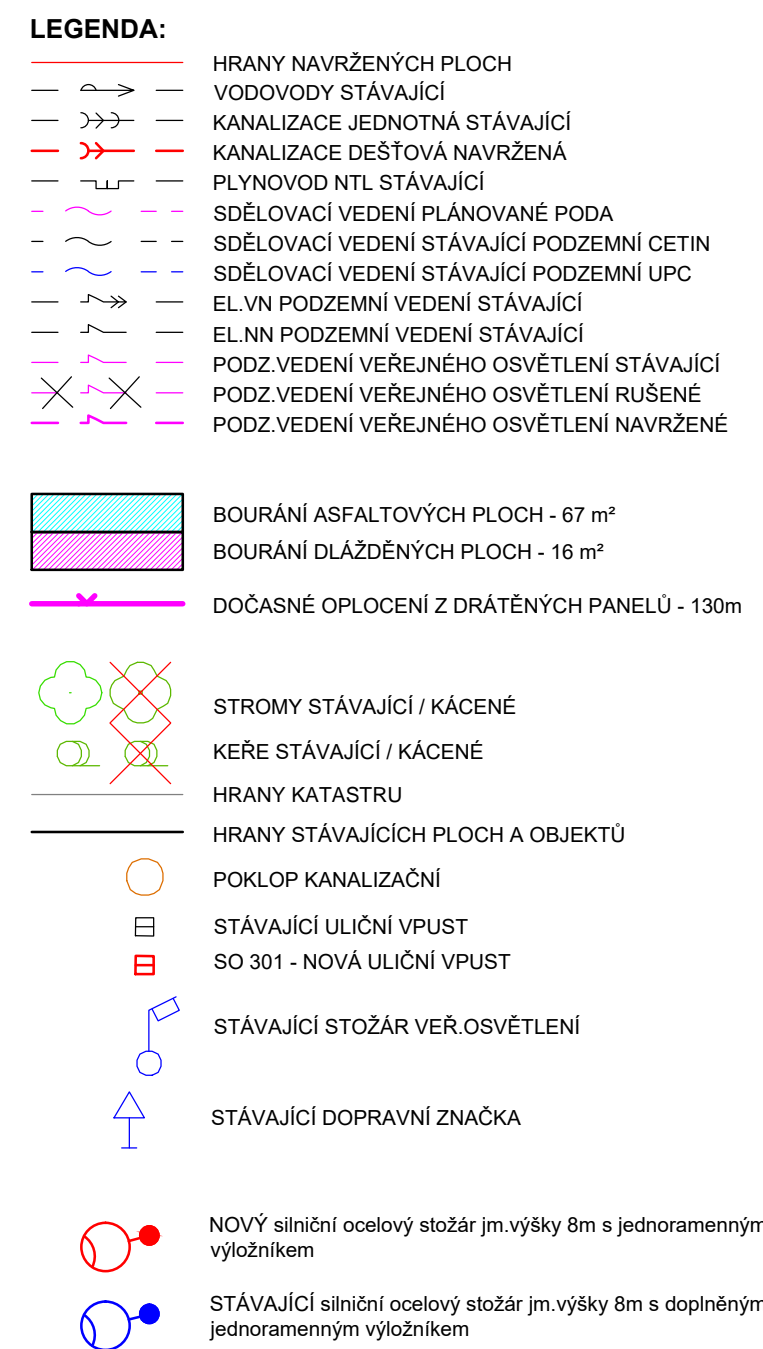 LEGENDA:
HRANY NAVRŽENÝCH PLOCH
VODOVODY STÁVAJÍCÍ
KANALIZACE JEDNOTNÁ STÁVAJÍCÍ
KANALIZACE DEŠŤOVÁ NAVRŽENÁ
PLYNOVOD NTL STÁVAJÍCÍ
SDĚLOVACÍ VEDENÍ PLÁNOVANÉ PODA
SDĚLOVACÍ VEDENÍ STÁVAJÍCÍ PODZEMNÍ CETIN
SDĚLOVACÍ VEDENÍ STÁVAJÍCÍ PODZEMNÍ UPC
EL.VN PODZEMNÍ VEDENÍ STÁVAJÍCÍ
EL.NN PODZEMNÍ VEDENÍ STÁVAJÍCÍ
PODZ.VEDENÍ VEŘEJNÉHO OSVĚTLENÍ STÁVAJÍCÍ
PODZ.VEDENÍ VEŘEJNÉHO OSVĚTLENÍ RUŠENÉ
PODZ.VEDENÍ VEŘEJNÉHO OSVĚTLENÍ NAVRŽENÉ
BOURÁNÍ ASFALTOVÝCH PLOCH - 67 m²
BOURÁNÍ DLÁŽDĚNÝCH PLOCH - 16 m²
DOČASNÉ OPLOCENÍ Z DRÁTĚNÝCH PANELŮ - 130m
STROMY STÁVAJÍCÍ / KÁCENÉ
KEŘE STÁVAJÍCÍ / KÁCENÉ
HRANY KATASTRU
HRANY STÁVAJÍCÍCH PLOCH A OBJEKTŮ
POKLOP KANALIZAČNÍ
STÁVAJÍCÍ ULIČNÍ VPUST
SO 301 - NOVÁ ULIČNÍ VPUST
STÁVAJÍCÍ STOŽÁR VEŘ.OSVĚTLENÍ
STÁVAJÍCÍ DOPRAVNÍ ZNAČKA
NOVÝ silniční ocelový stožár jm.výšky 8m s jednoramenným
výložníkem
STÁVAJÍCÍ silniční ocelový stožár jm.výšky 8m s doplněným
jednoramenným výložníkem